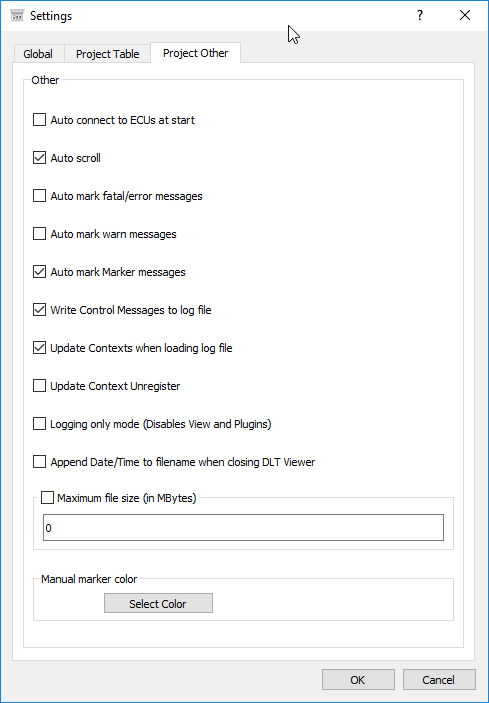 Settings
?
Global
Project Table
Project Other
Other
Auto connect to ECUs at start
Auto scroll
Auto mark fatal/error messages
Auto mark warn messages
Auto mark Marker messages
Write Control Messages to log file
Update Contexts when loading log file
Update Context Unregister
Logging only mode (Disables View and Plugins)
Append Date/Time to filename when closing DLT Viewer
Maximum file size (in MBytes)
0
Manual marker color
Select Color
OK
Cancel